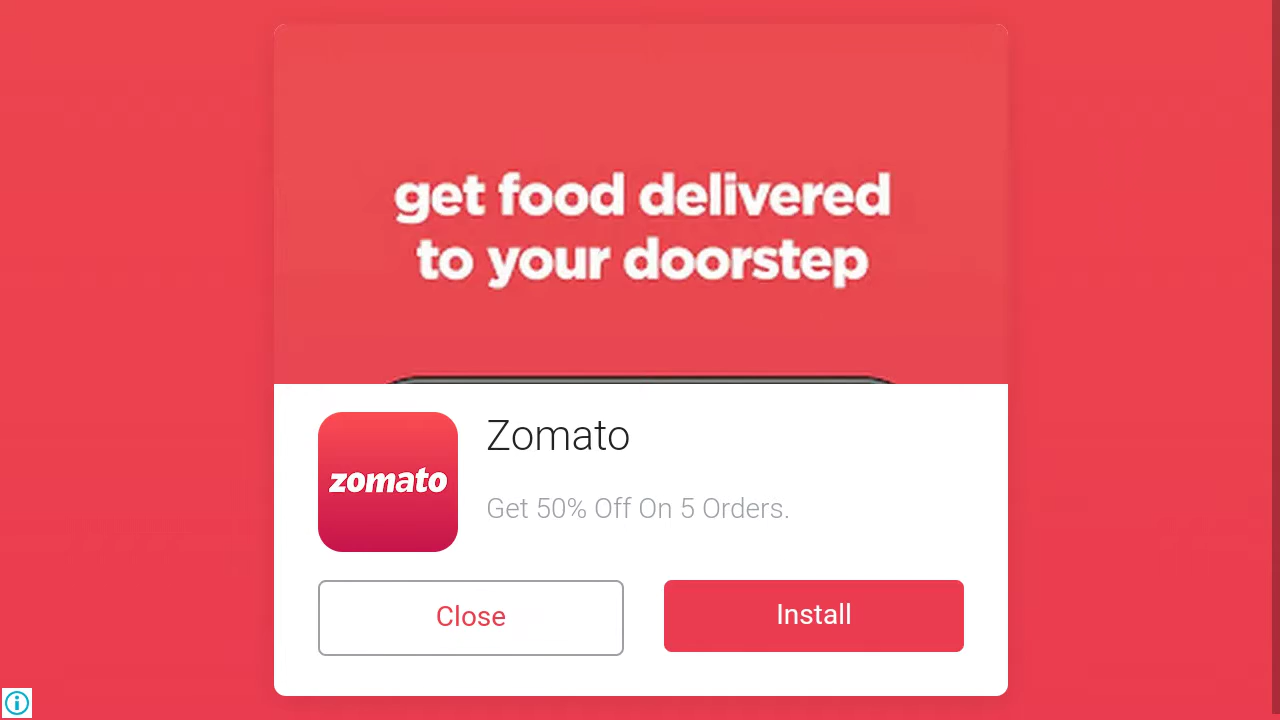 get food delivered
to your doorstep
zomato
Zomato
Get 50% Off On 5 Orders.
Close
Install